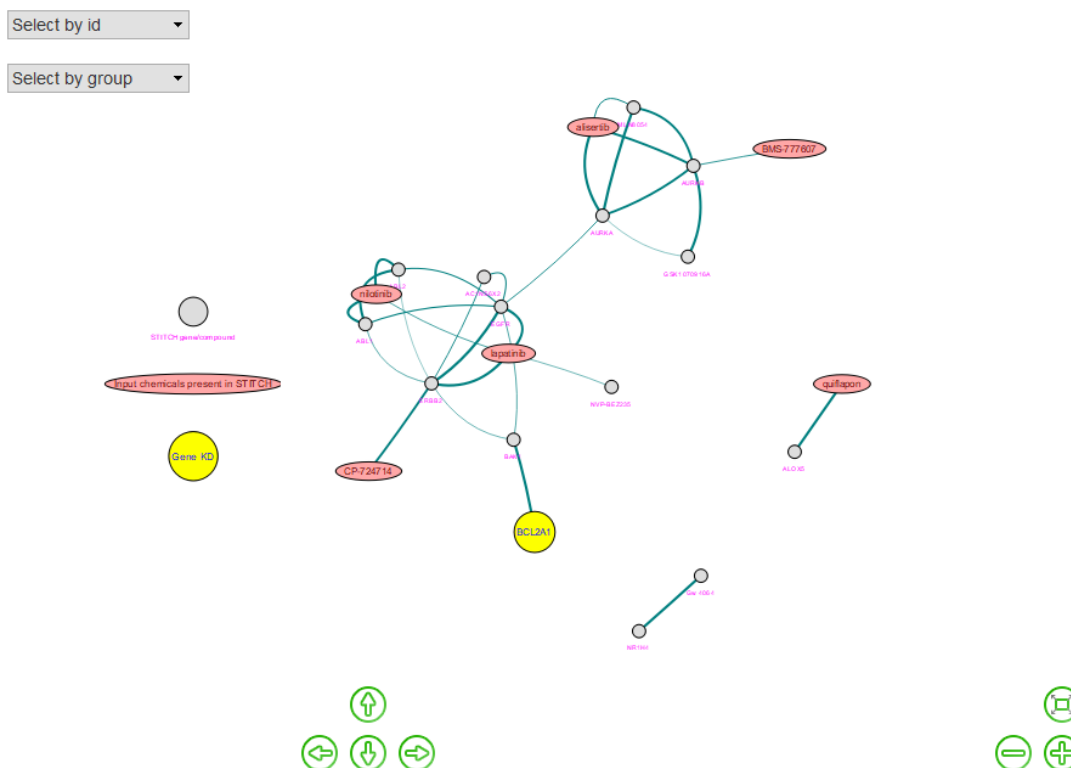 Select by id
Select by group
alisertib
BMS-777607
AURKB
AURKA
GSK1070916A
nilotinib
EGFR
STITCH gene/compound
ABL1
lapatinib
Input chemicals present in STITCH
ERBB2
quiflapon
NVP-BEZ235
Gene KD
ALOX5
CP-724714
BCL2A1